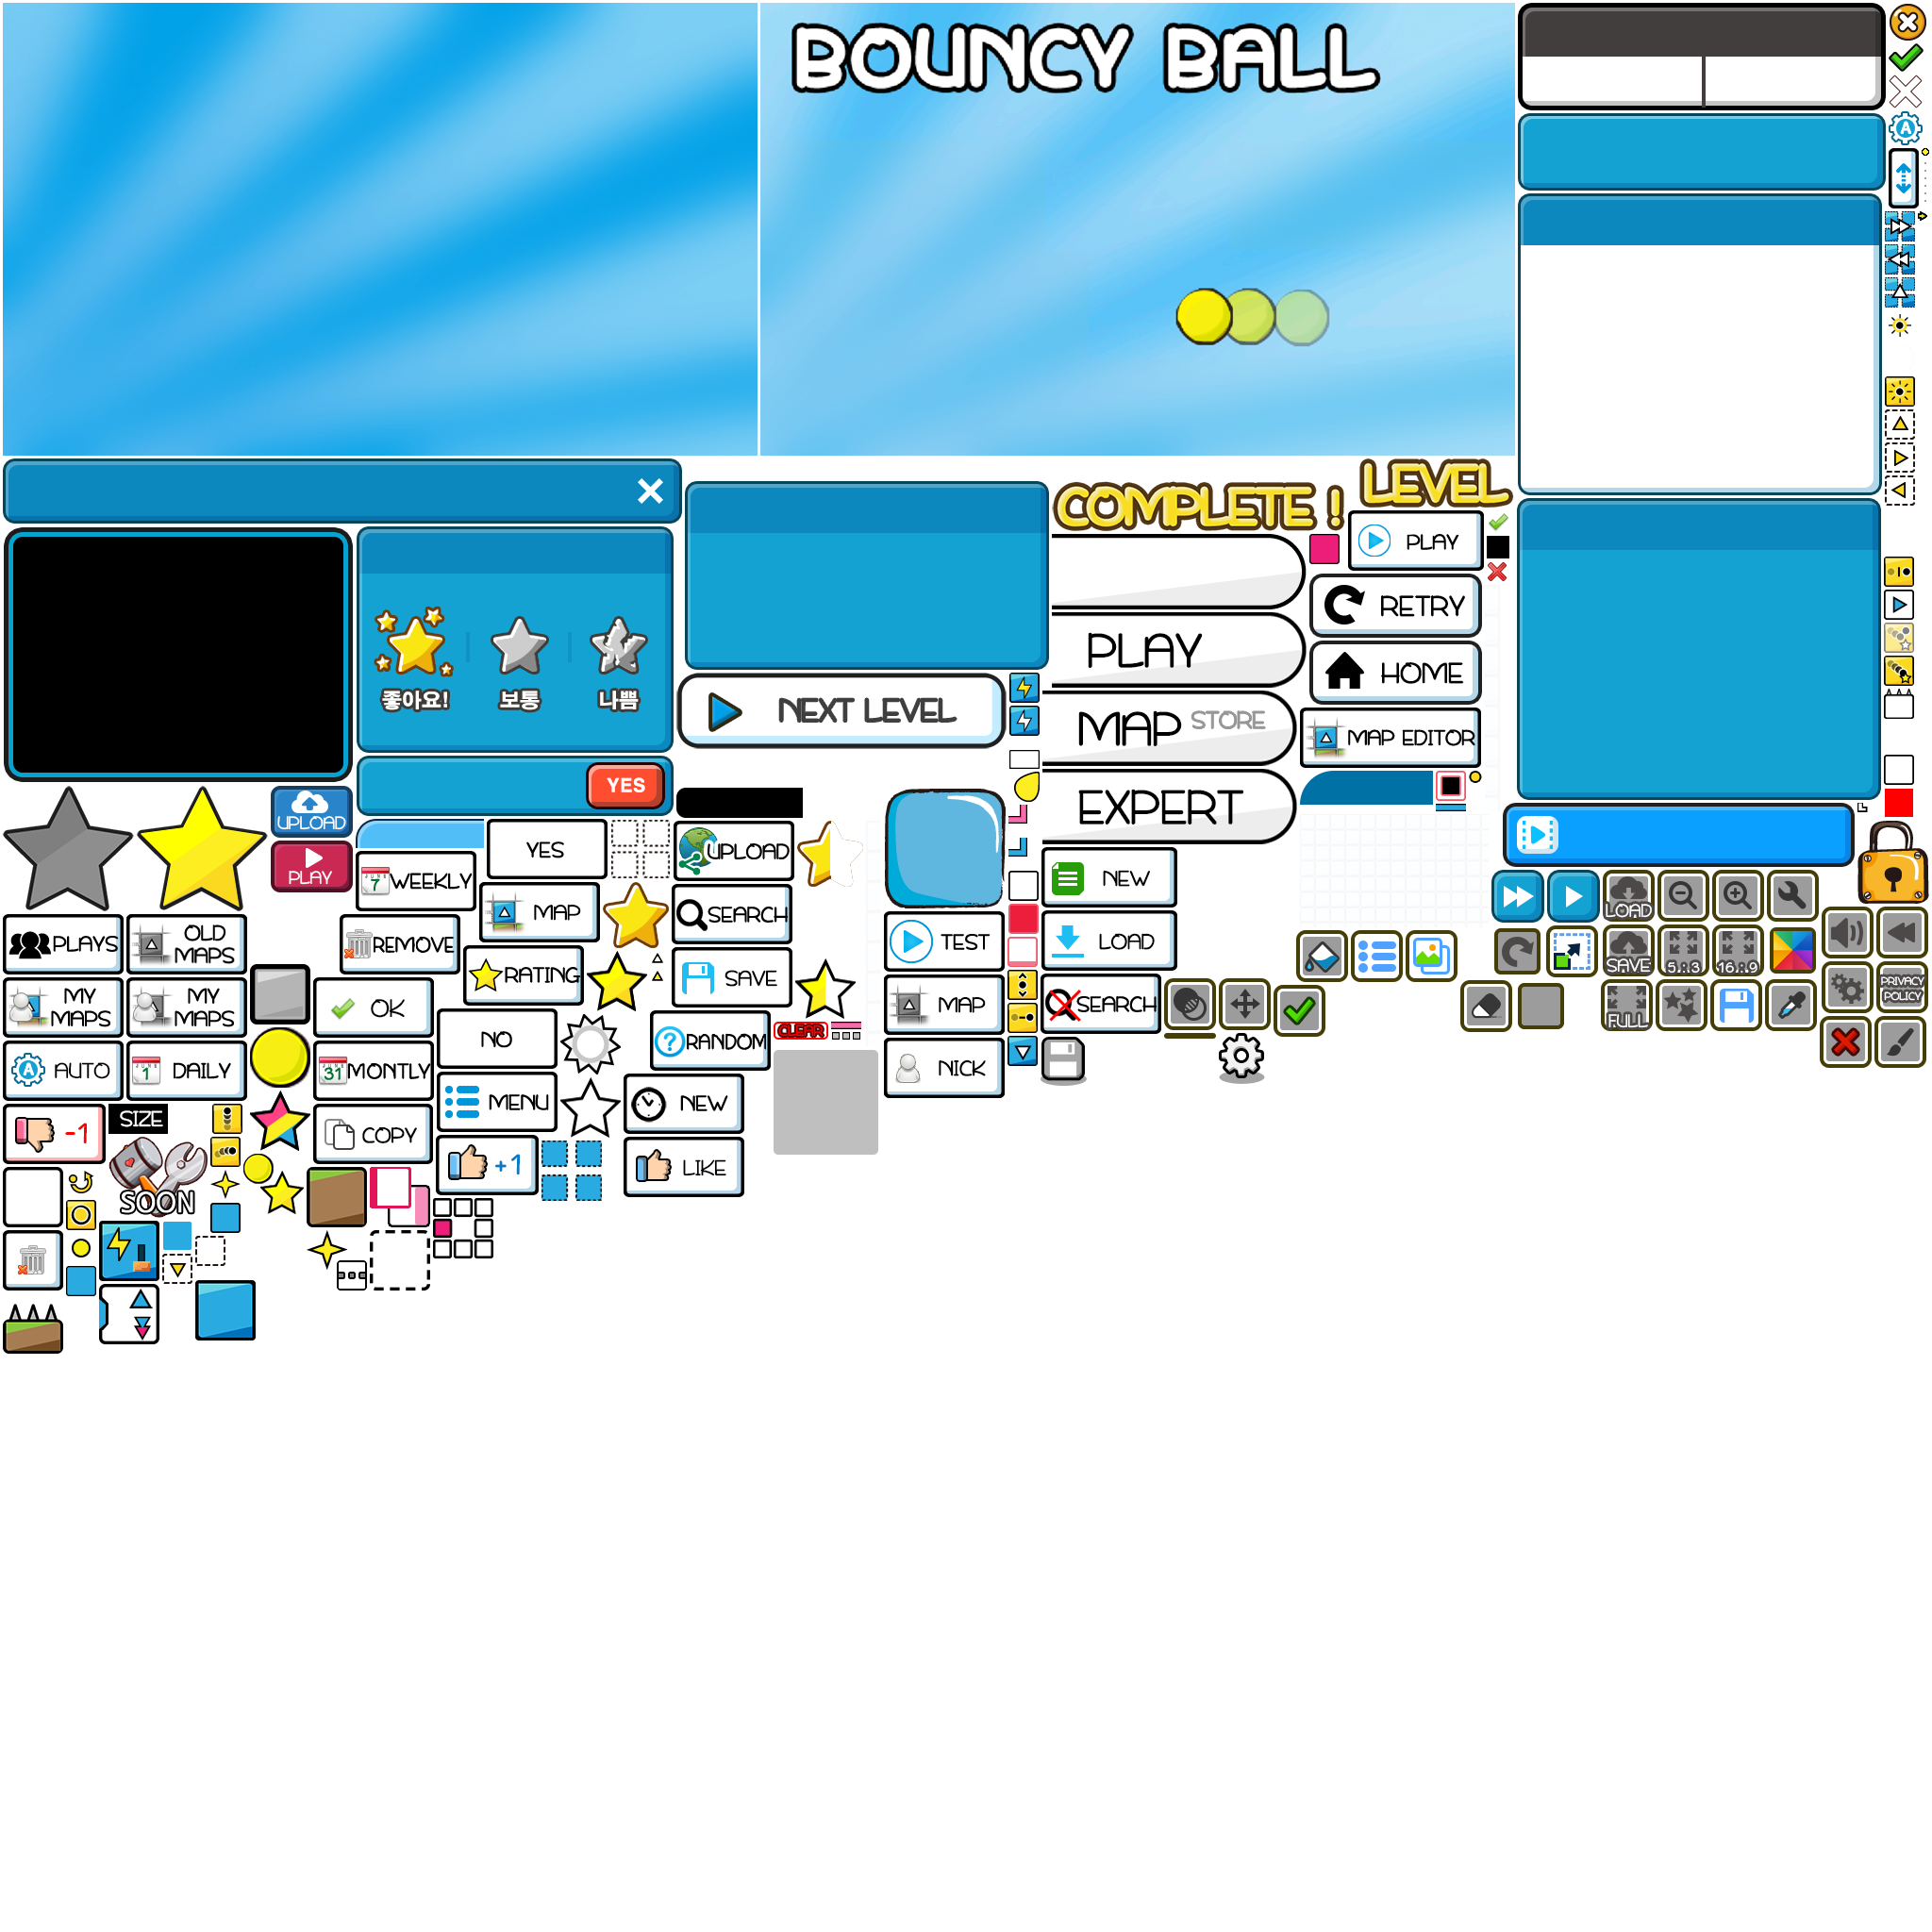 BOUNCY BALL
A
COMPLETE !
LEVEL
PLAY
RETRY
HOME
MAP EDITOR
좋아요!
보통
나쁨
YES
NEXT LEVEL
PLAY
MAP STORE
EXPERT
UPLOAD
PLAY
YES
UPLOAD
7 WEEKLY
MAP
SEARCH
NEW
LOAD
PLAYS
OLD
MAPS
REMOVE
RATING
SAVE
TEST
LOAD
SAVE
5:3
16:9
MY
MAPS
MY
MAPS
OK
NO
CLEAR
RANDOM
?
MAP
SEARCH
FULL
PRIVACY
POLICY
A AUTO
1 DAILY
31 MONTLY
MENU
NEW
NICK
-1
SIZE
COPY
+1
LIKE
SOON